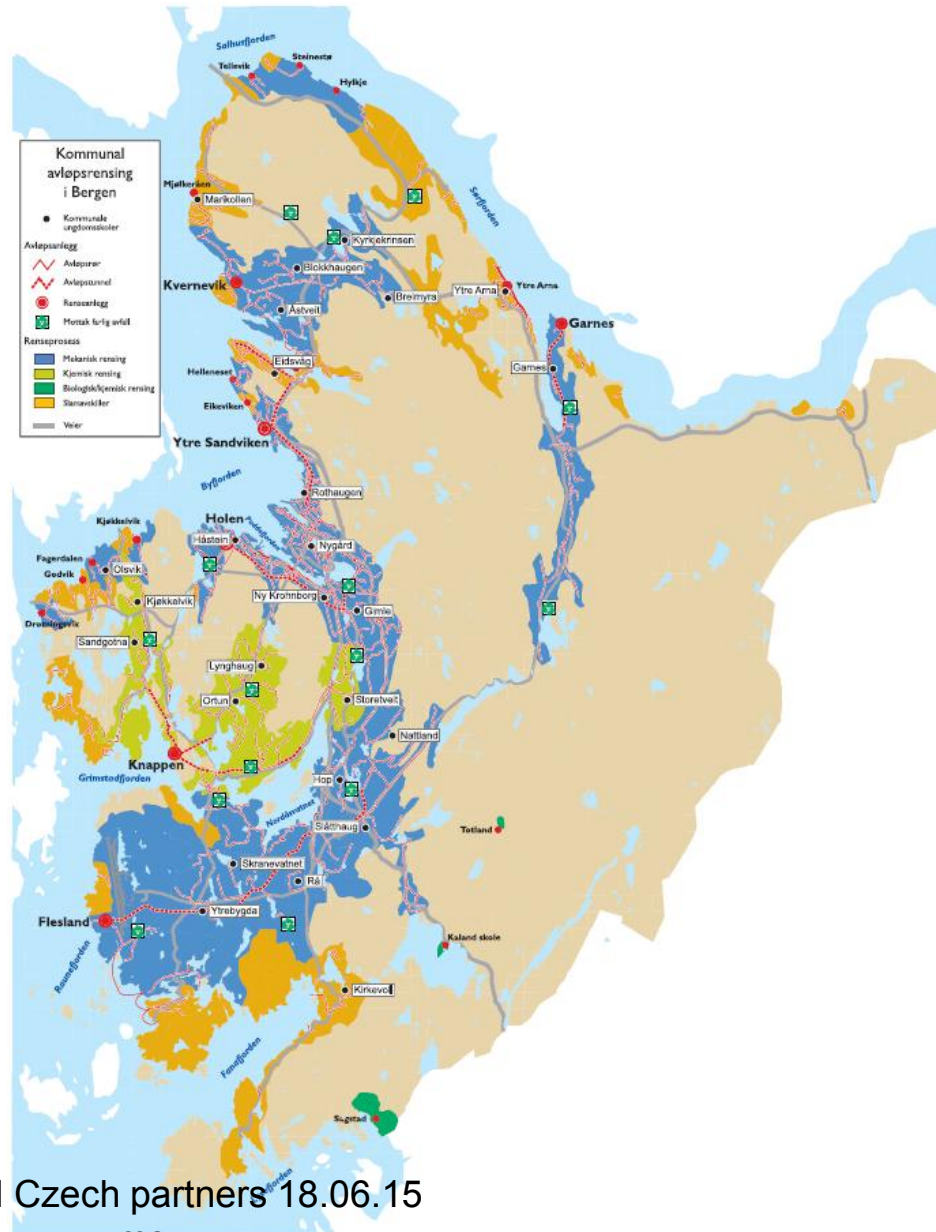 Salhusfjorden
Steinestø
Tellevik
Hylkje
Kommunal
avløpsrensing
i Bergen
Kommunale
ungdomsskoler
Avløpsanlegg
Avløpsrør
Avløpstunnel
Renseanlegg
Mottak farlig avfall
Renseprosess
Mekanisk rensing
Kjemisk rensing
Biologisk/kjemisk rensing
Slamavskiller
Veier
Mjølkeråen
Marikollen
Sørfjorden
Kyrkjekrinsen
Blokkhaugen
Kvernevik
Breimyra
Ytre Arna
Ytre Arna
Åstveit
Garnes
Eidsvåg
Garnes
Helleneset
Eikeviken
Ytre Sandviken
Byfjorden
Rothaugen
Kjøkkelvik
Holen
Håstein
Puddefjorden
Nygård
Fagerdalen
Olsvik
Godvik
Ny Krohnborg
Kjøkkelvik
Gimle
Drotningsvik
Sandgotna
Lynghaug
Ortun
Storetveit
Nattland
Knappen
Grimstadfjorden
Hop
Nordåsvatnet
Slåtthaug
Totland
Skranevatnet
Rå
Ytrebygda
Flesland
Kaland skole
Raunefjorden
Kirkevoll
Fanafjorden
Sagstad
Czech partners 18.06.15